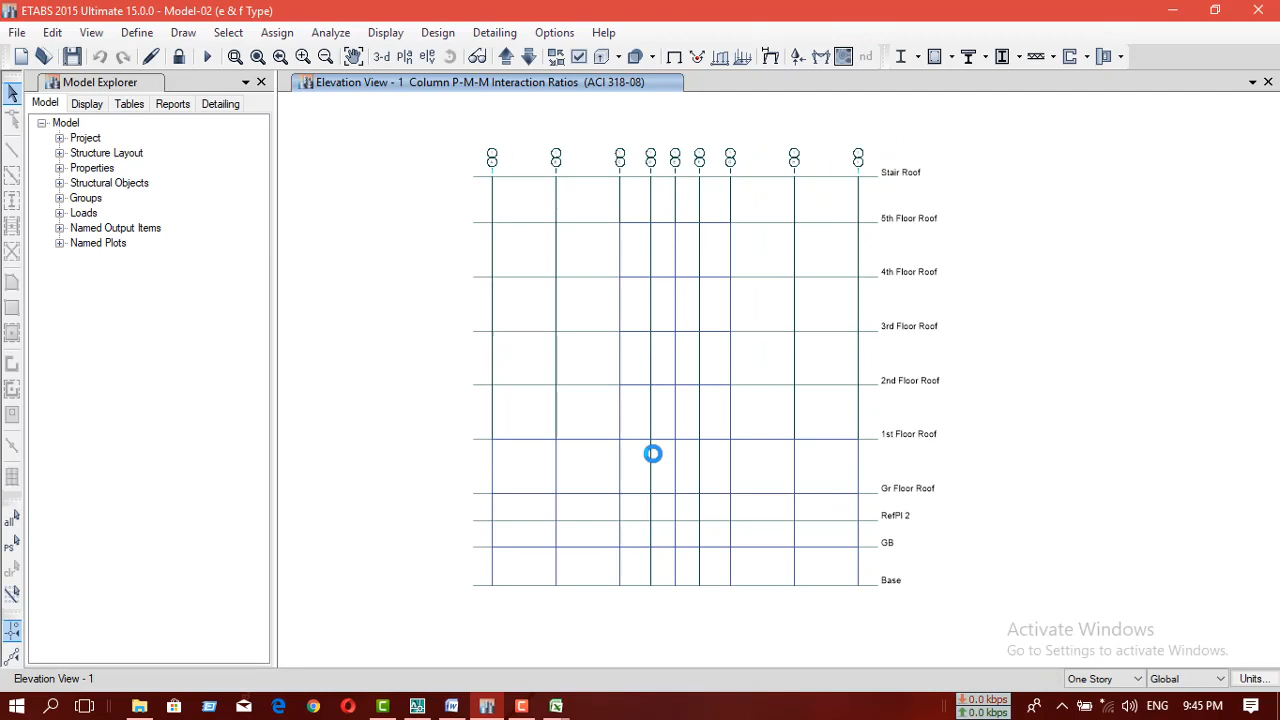 ETABS 2015 Ultimate 15.0.0 - Model-02 (e & f Type)
File Edit View Define Draw Select Assign Analyze Display Design Detailing Options Help
3-d
nd
Model Explorer
Elevation View - 1 Column P-M-M Interaction Ratios (ACI 318-08)
Model Display Tables Reports Detailing
Model
Project
Structure Layout
Properties
Structural Objects
Groups
Loads
Named Output Items
Named Plots
all
PS
dr
Stair Roof
5th Floor Roof
4th Floor Roof
3rd Floor Roof
2nd Floor Roof
1st Floor Roof
Gr Floor Roof
RefPl 2
GB
Base
Activate Windows
Go to Settings to activate Windows.
Elevation View - 1
One Story
Global
Units...
0.0 kbps
0.0 kbps
ENG
9:45 PM